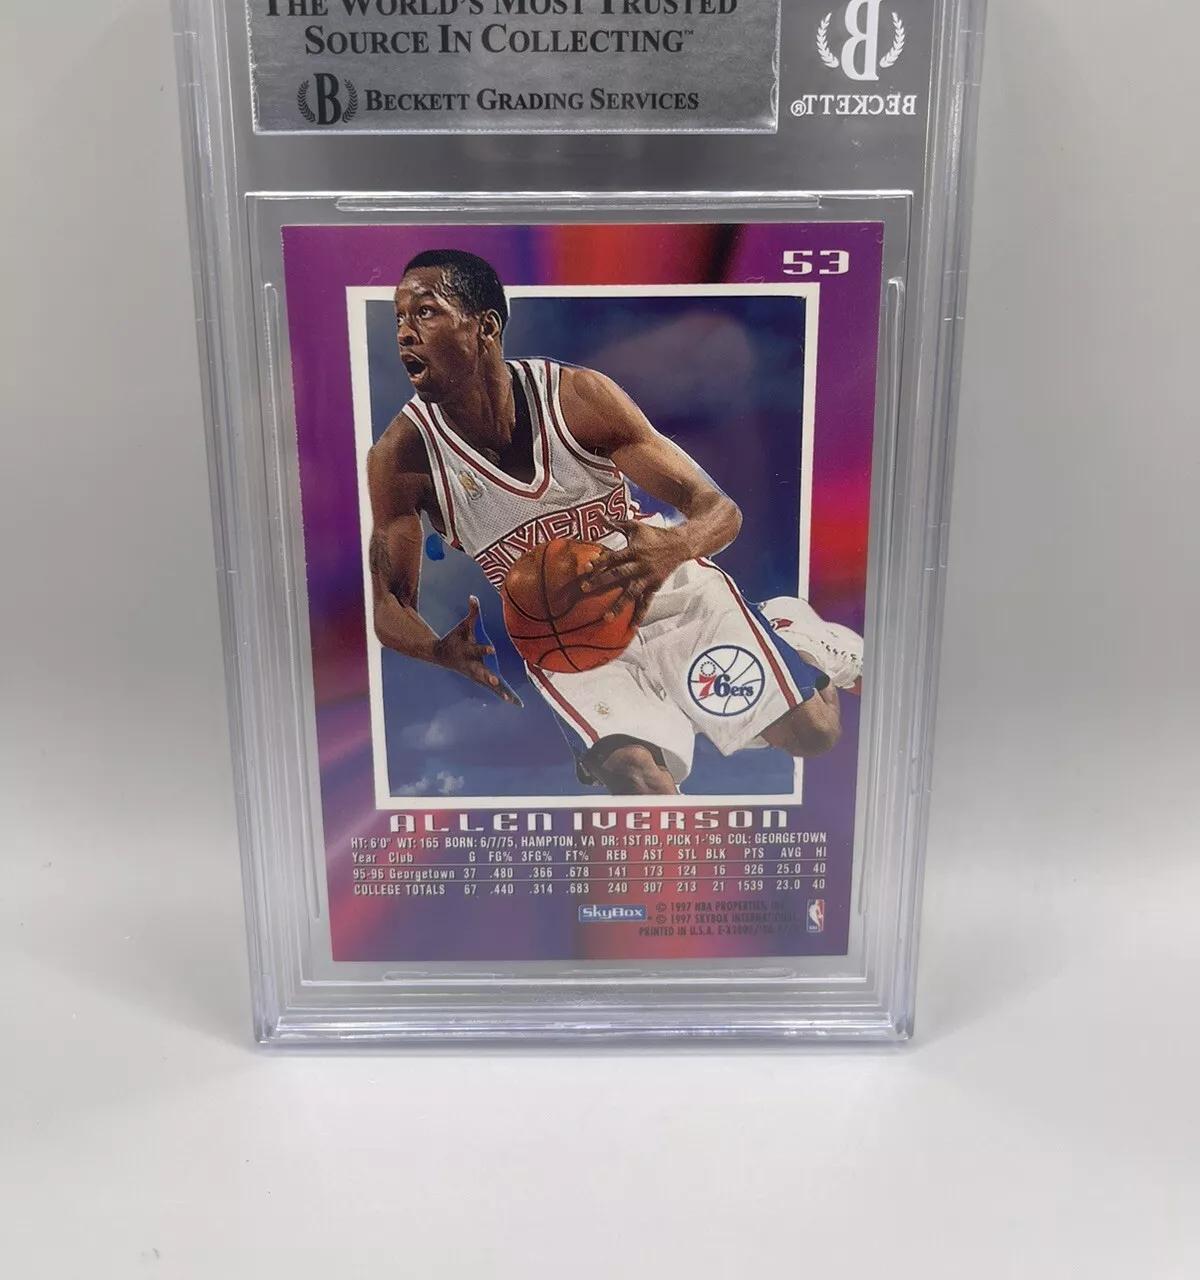 THE WORLD'S MOST TRUSTED
SOURCE IN COLLECTING™
B BECKETT GRADING SERVICES
B
BECKETT®
53
SIXERS
76ers
ALLEN IVERSON
HT: 6'0" WT: 165 BORN: 6/7/75, HAMPTON, VA DR: 1ST RD, PICK 1-'96 COL: GEORGETOWN
Year Club G FG% 3FG% FT% REB AST STL BLK PTS AVG HI
95-96 Georgetown 37 .480 .366 .678 141 173 124 16 926 25.0 40
COLLEGE TOTALS 67 .440 .314 .683 240 307 213 21 1539 23.0 40
SkyBox
© 1997 NBA PROPERTIES, INC.
© 1997 SKYBOX INTERNATIONAL
PRINTED IN U.S.A.